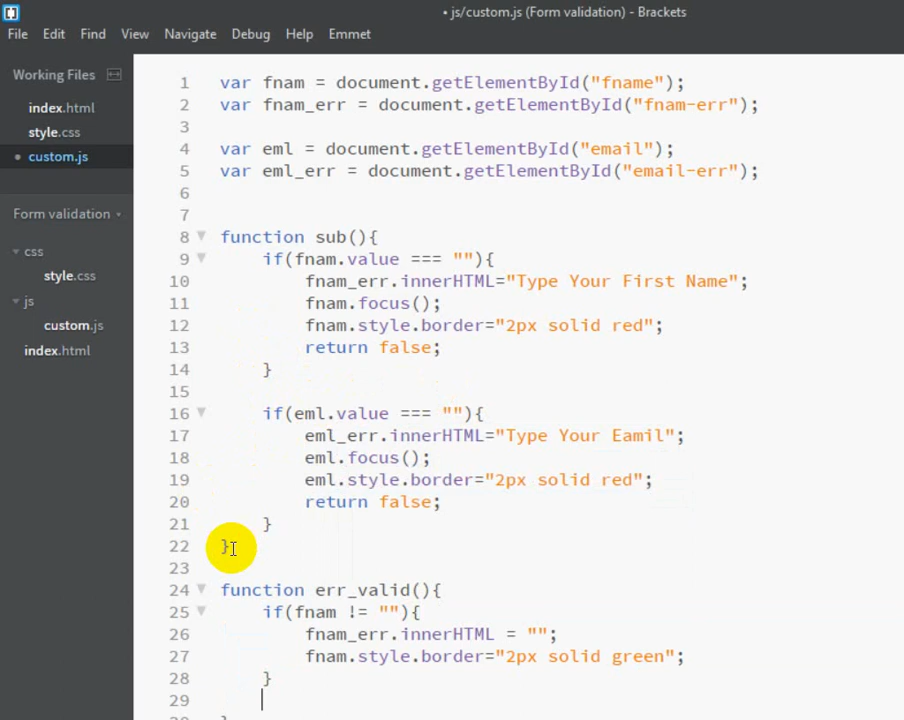 • js/custom.js (Form validation) - Brackets
File Edit Find View Navigate Debug Help Emmet
Working Files
index.html
style.css
• custom.js
Form validation
css
style.css
js
custom.js
index.html
1 var fnam = document.getElementById("fname");
2 var fnam_err = document.getElementById("fnam-err");
3
4 var eml = document.getElementById("email");
5 var eml_err = document.getElementById("email-err");
6
7
8 function sub(){
9 if(fnam.value === ""){
10 fnam_err.innerHTML="Type Your First Name";
11 fnam.focus();
12 fnam.style.border="2px solid red";
13 return false;
14 }
15
16 if(eml.value === ""){
17 eml_err.innerHTML="Type Your Eamil";
18 eml.focus();
19 eml.style.border="2px solid red";
20 return false;
21 }
22 }
23
24 function err_valid(){
25 if(fnam != ""){
26 fnam_err.innerHTML = "";
27 fnam.style.border="2px solid green";
28 }
29